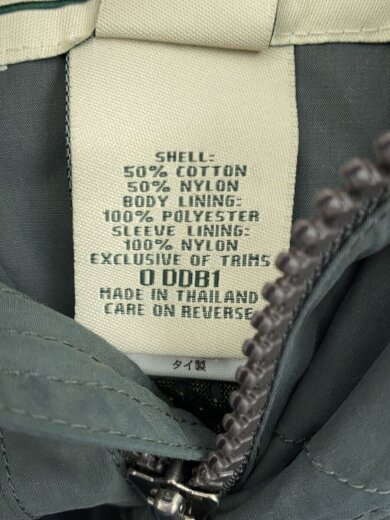 SHELL:
50% COTTON
50% NYLON
BODY LINING:
100% POLYESTER
SLEEVE LINING:
100% NYLON
EXCLUSIVE OF TRIMS
0 0DB1
MADE IN THAILAND
CARE ON REVERSE
タイ製